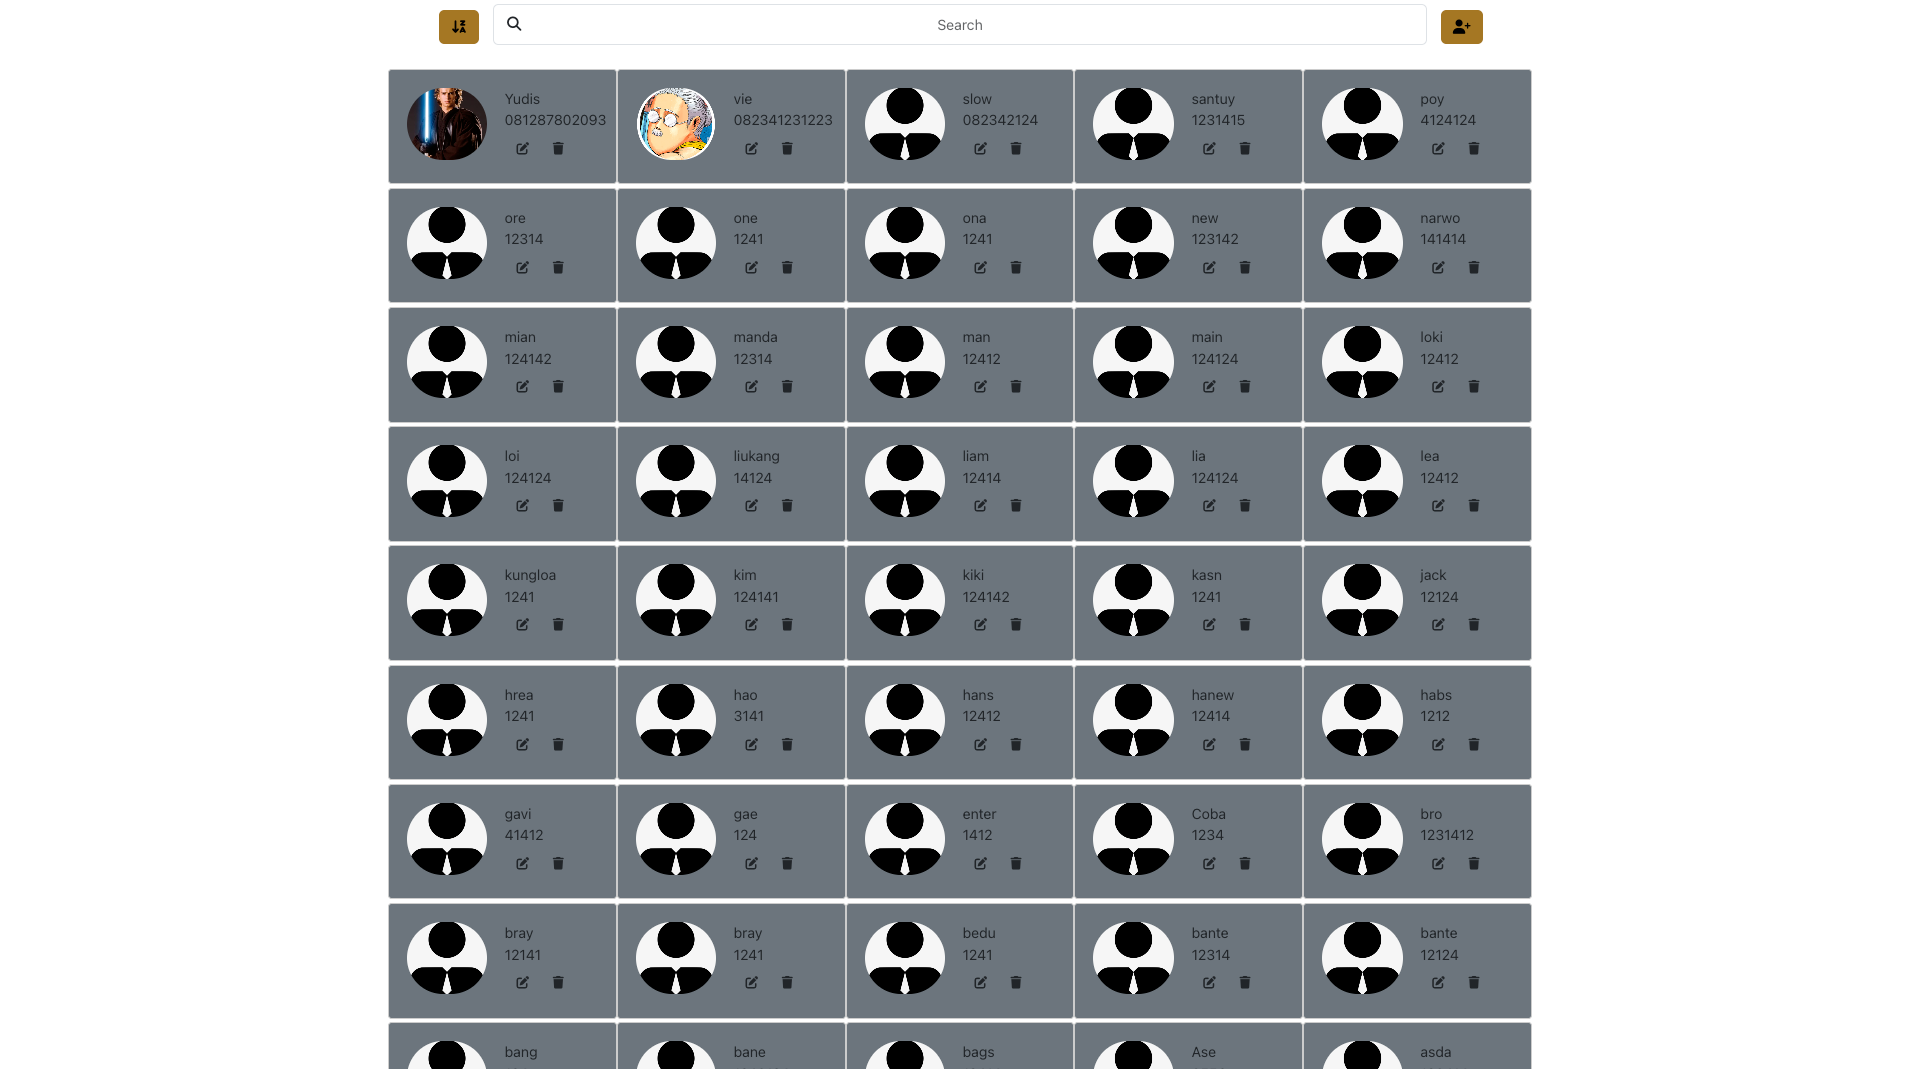 Search
Yudis
081287802093
vie
082341231223
slow
082342124
santuy
1231415
poy
4124124
ore
12314
one
1241
ona
1241
new
123142
narwo
141414
mian
124142
manda
12314
man
12412
main
124124
loki
12412
loi
124124
liukang
14124
liam
12414
lia
124124
lea
12412
kungloa
1241
kim
124141
kiki
124142
kasn
1241
jack
12124
hrea
1241
hao
3141
hans
12412
hanew
12414
habs
1212
gavi
41412
gae
124
enter
1412
Coba
1234
bro
1231412
bray
12141
bray
1241
bedu
1241
bante
12314
bante
12124
bang
bane
bags
Ase
asda